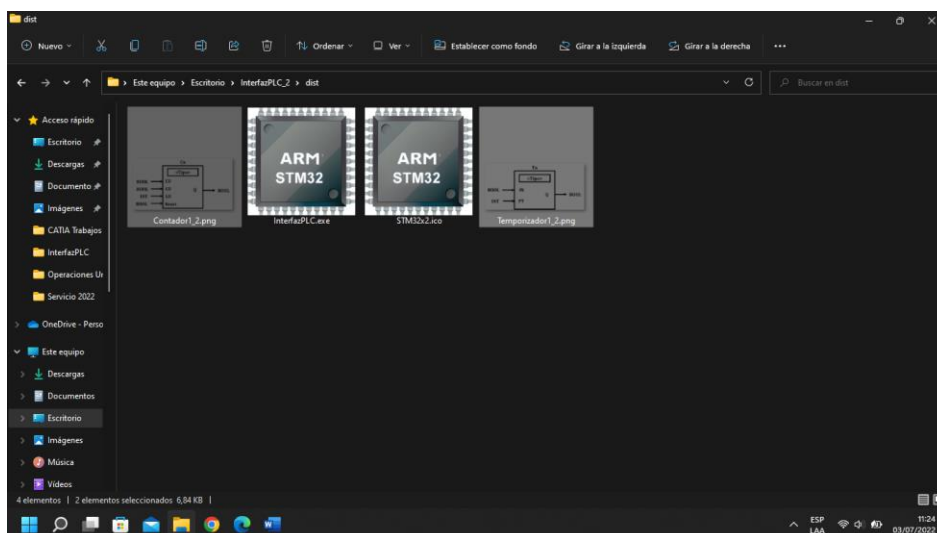 dist
Nuevo
Ordenar
Ver
Establecer como fondo
Girar a la izquierda
Girar a la derecha
Este equipo > Escritorio > InterfazPLC_2 > dist
Buscar en dist
Acceso rápido
Escritorio
Descargas
Documento
Imágenes
CATIA Trabajos
InterfazPLC
Operaciones Ur
Servicio 2022
OneDrive - Perso
Este equipo
Descargas
Documentos
Escritorio
Imágenes
Música
Vídeos
Contador1_2.png
ARM
STM32
InterfazPLC.exe
ARM
STM32
STM32x2.ico
Temporizador1_2.png
4 elementos | 2 elementos seleccionados 6,84 KB |
ESP
LAA
11:24
03/07/2022